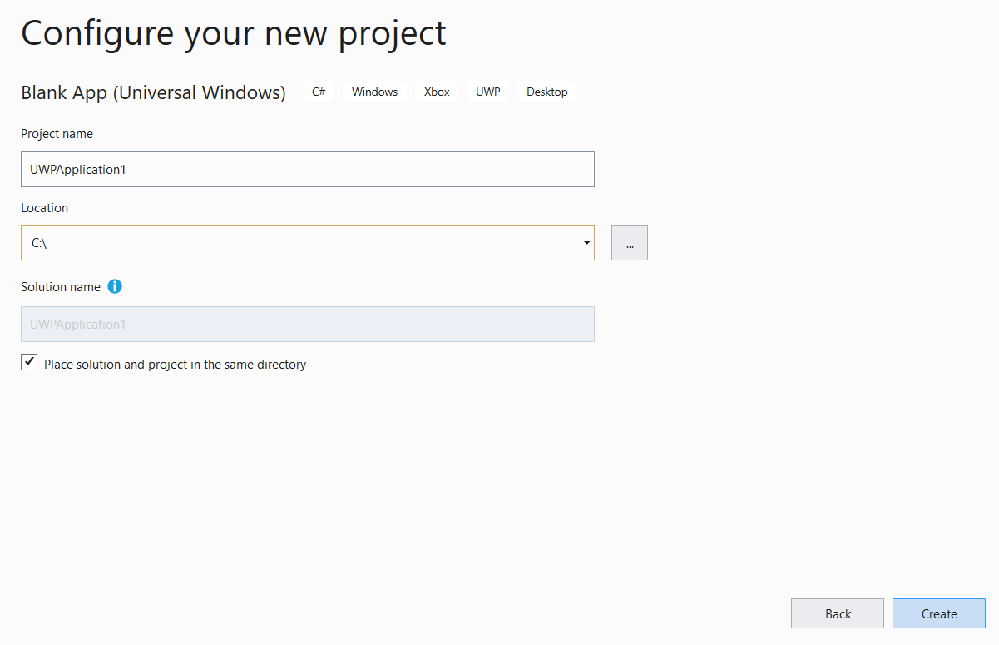 Configure your new project
Blank App (Universal Windows) C# Windows Xbox UWP Desktop
Project name
UWPApplication1
Location
C:\
...
Solution name
UWPApplication1
Place solution and project in the same directory
Back Create